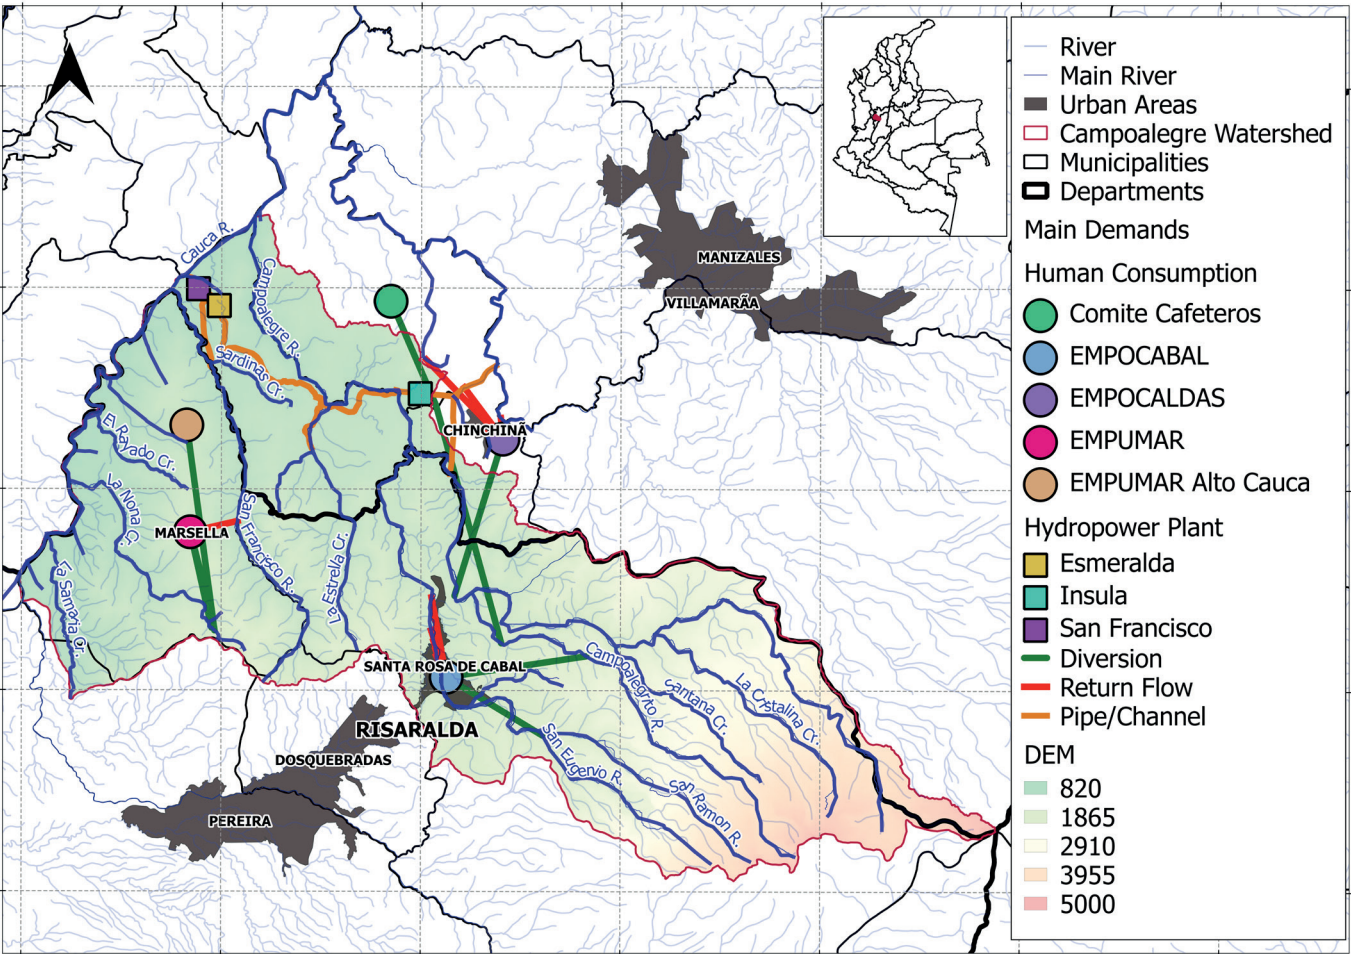 Cauca R.
Campoalegre R.
Sardinas Cr.
El Rayado Cr.
La Nona Cr.
San Francisco R.
La Estrella Cr.
La Samaria Cr.
MARSELLA
CHINCHINÃ
MANIZALES
VILLAMARÃA
SANTA ROSA DE CABAL
RISARALDA
DOSQUEBRADAS
PEREIRA
Campoalegrito R.
Santana Cr.
La Cristalina Cr.
San Eugenio R.
San Ramon R.
River
Main River
Urban Areas
Campoalegre Watershed
Municipalities
Departments
Main Demands
Human Consumption
Comite Cafeteros
EMPOCABAL
EMPOCALDAS
EMPUMAR
EMPUMAR Alto Cauca
Hydropower Plant
Esmeralda
Insula
San Francisco
Diversion
Return Flow
Pipe/Channel
DEM
820
1865
2910
3955
5000